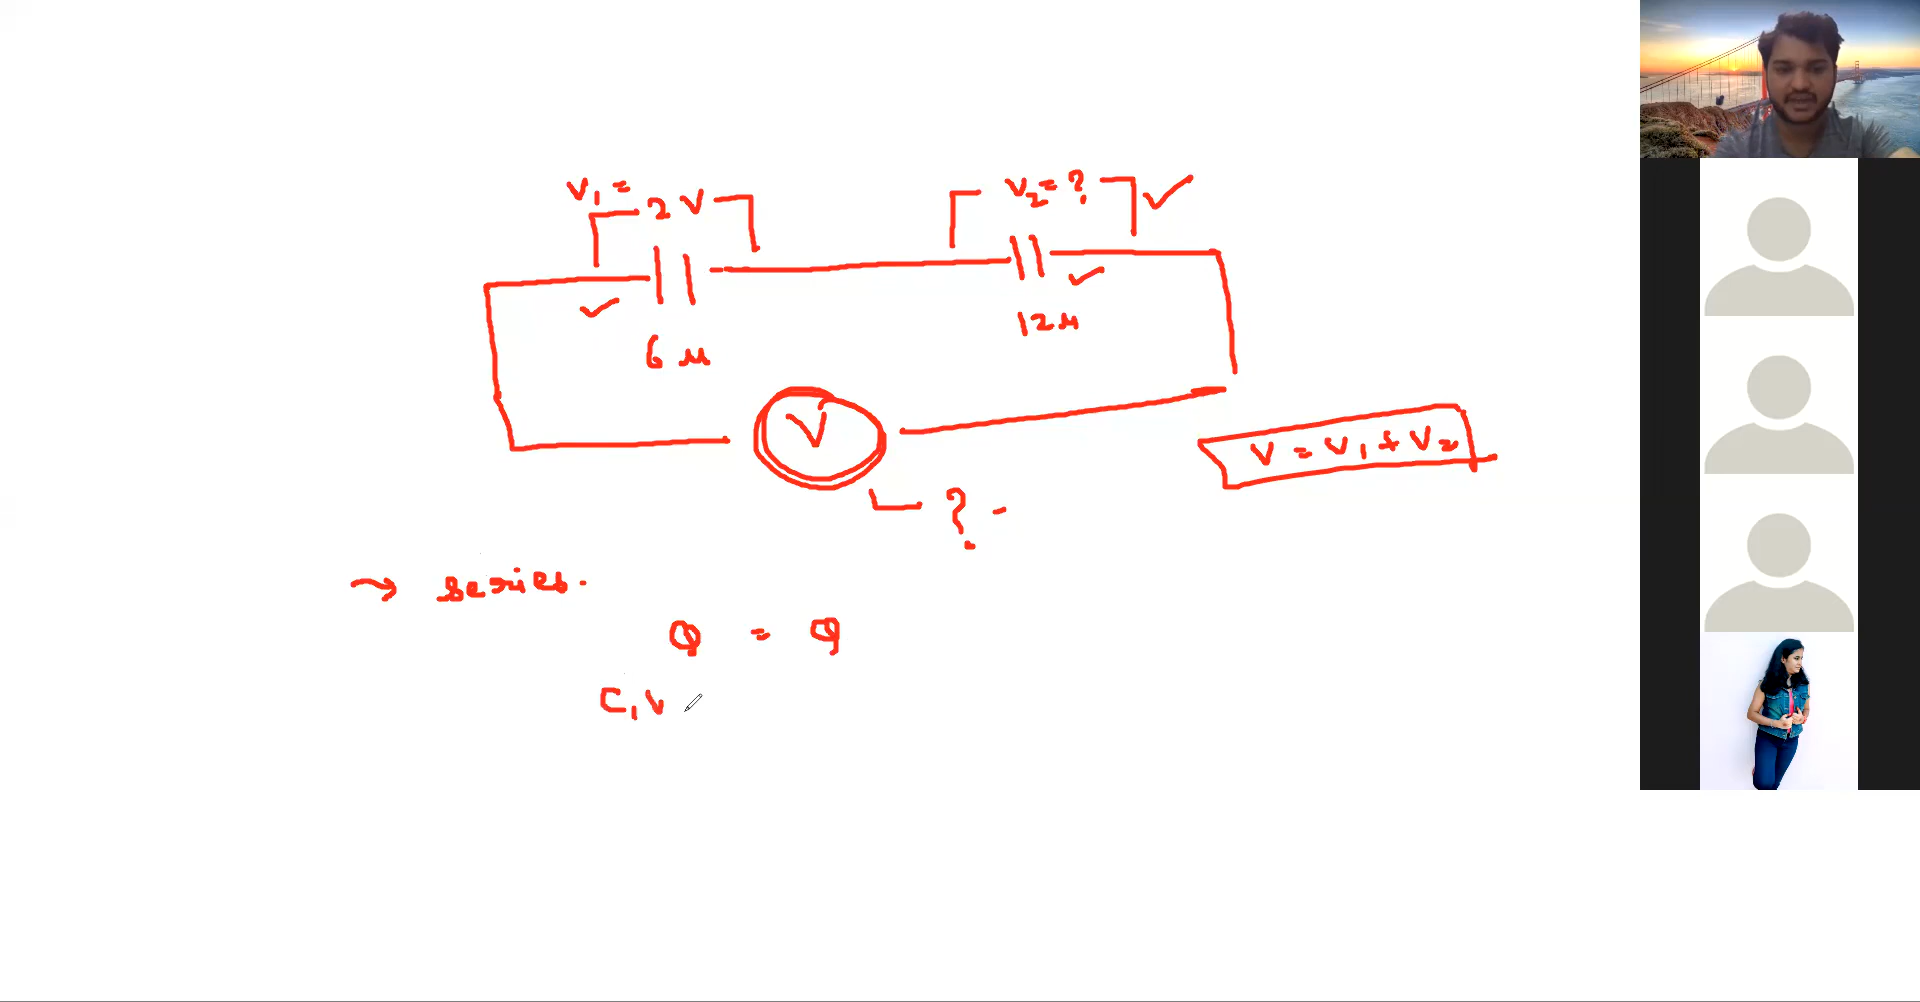 V₁ =
2 V
V₂ = ?
6 μ
12 μ
V
V = V₁ + V₂
?
→ series.
Q = Q
C₁V